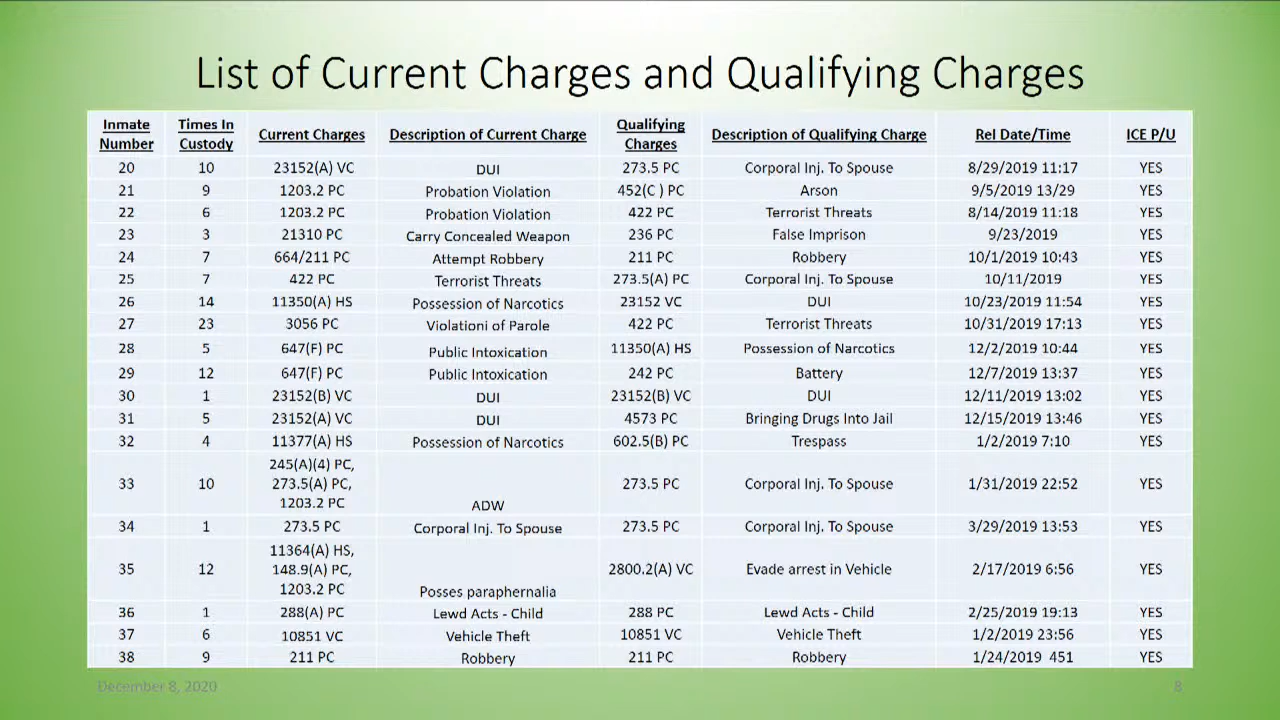 List of Current Charges and Qualifying Charges
Inmate Number Times In Custody Current Charges Description of Current Charge Qualifying Charges Description of Qualifying Charge Rel Date/Time ICE P/U
20 10 23152(A) VC DUI 273.5 PC Corporal Inj. To Spouse 8/29/2019 11:17 YES
21 9 1203.2 PC Probation Violation 452(C ) PC Arson 9/5/2019 13/29 YES
22 6 1203.2 PC Probation Violation 422 PC Terrorist Threats 8/14/2019 11:18 YES
23 3 21310 PC Carry Concealed Weapon 236 PC False Imprison 9/23/2019 YES
24 7 664/211 PC Attempt Robbery 211 PC Robbery 10/1/2019 10:43 YES
25 7 422 PC Terrorist Threats 273.5(A) PC Corporal Inj. To Spouse 10/11/2019 YES
26 14 11350(A) HS Possession of Narcotics 23152 VC DUI 10/23/2019 11:54 YES
27 23 3056 PC Violationi of Parole 422 PC Terrorist Threats 10/31/2019 17:13 YES
28 5 647(F) PC Public Intoxication 11350(A) HS Possession of Narcotics 12/2/2019 10:44 YES
29 12 647(F) PC Public Intoxication 242 PC Battery 12/7/2019 13:37 YES
30 1 23152(B) VC DUI 23152(B) VC DUI 12/11/2019 13:02 YES
31 5 23152(A) VC DUI 4573 PC Bringing Drugs Into Jail 12/15/2019 13:46 YES
32 4 11377(A) HS Possession of Narcotics 602.5(B) PC Trespass 1/2/2019 7:10 YES
33 10 245(A)(4) PC, 273.5(A) PC, 1203.2 PC ADW 273.5 PC Corporal Inj. To Spouse 1/31/2019 22:52 YES
34 1 273.5 PC Corporal Inj. To Spouse 273.5 PC Corporal Inj. To Spouse 3/29/2019 13:53 YES
35 12 11364(A) HS, 148.9(A) PC, 1203.2 PC Posses paraphernalia 2800.2(A) VC Evade arrest in Vehicle 2/17/2019 6:56 YES
36 1 288(A) PC Lewd Acts - Child 288 PC Lewd Acts - Child 2/25/2019 19:13 YES
37 6 10851 VC Vehicle Theft 10851 VC Vehicle Theft 1/2/2019 23:56 YES
38 9 211 PC Robbery 211 PC Robbery 1/24/2019 451 YES
December 8, 2020 8